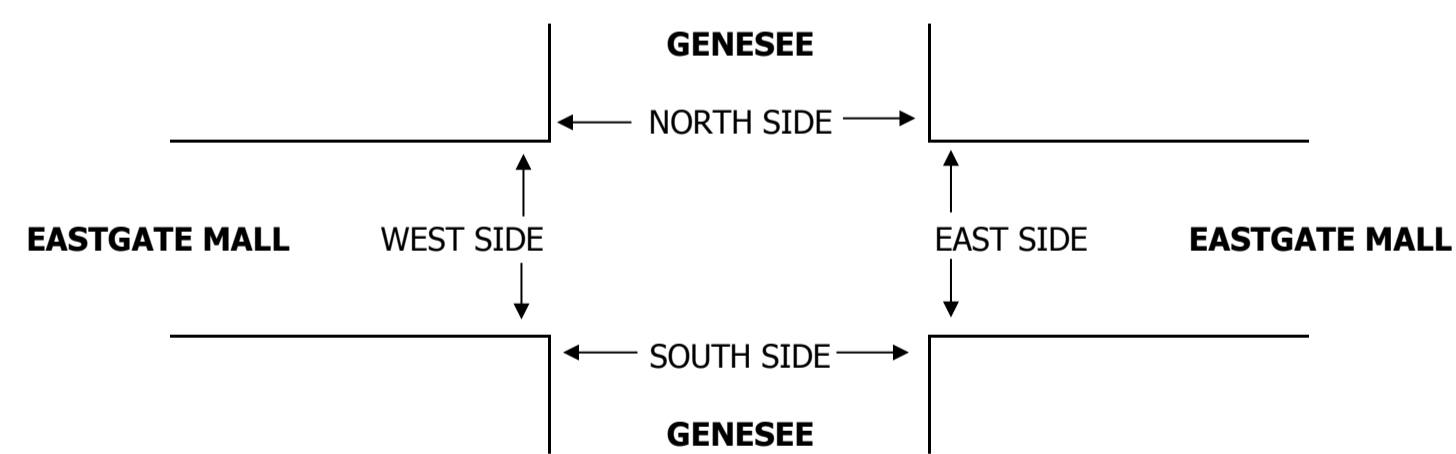 GENESEE
NORTH SIDE
EASTGATE MALL WEST SIDE EAST SIDE EASTGATE MALL
SOUTH SIDE
GENESEE